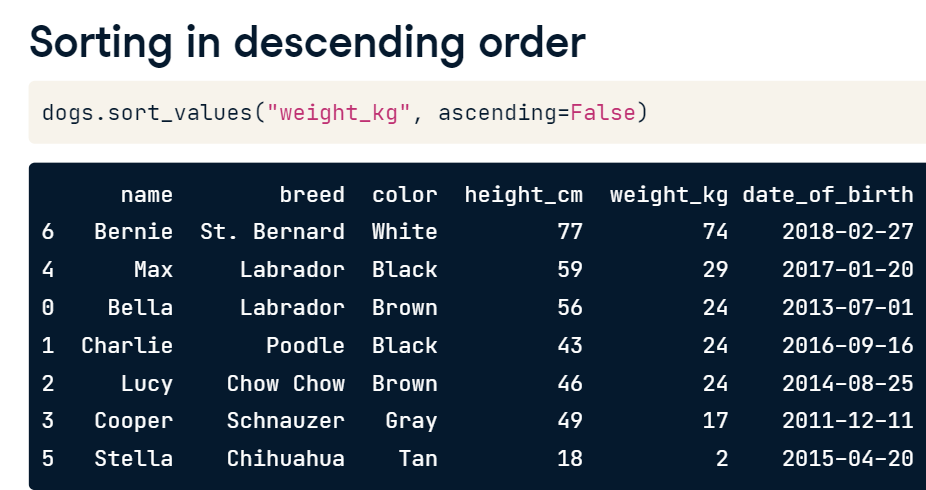 Sorting in descending order
dogs.sort_values("weight_kg", ascending=False)
name breed color height_cm weight_kg date_of_birth
6 Bernie St. Bernard White 77 74 2018-02-27
4 Max Labrador Black 59 29 2017-01-20
0 Bella Labrador Brown 56 24 2013-07-01
1 Charlie Poodle Black 43 24 2016-09-16
2 Lucy Chow Chow Brown 46 24 2014-08-25
3 Cooper Schnauzer Gray 49 17 2011-12-11
5 Stella Chihuahua Tan 18 2 2015-04-20